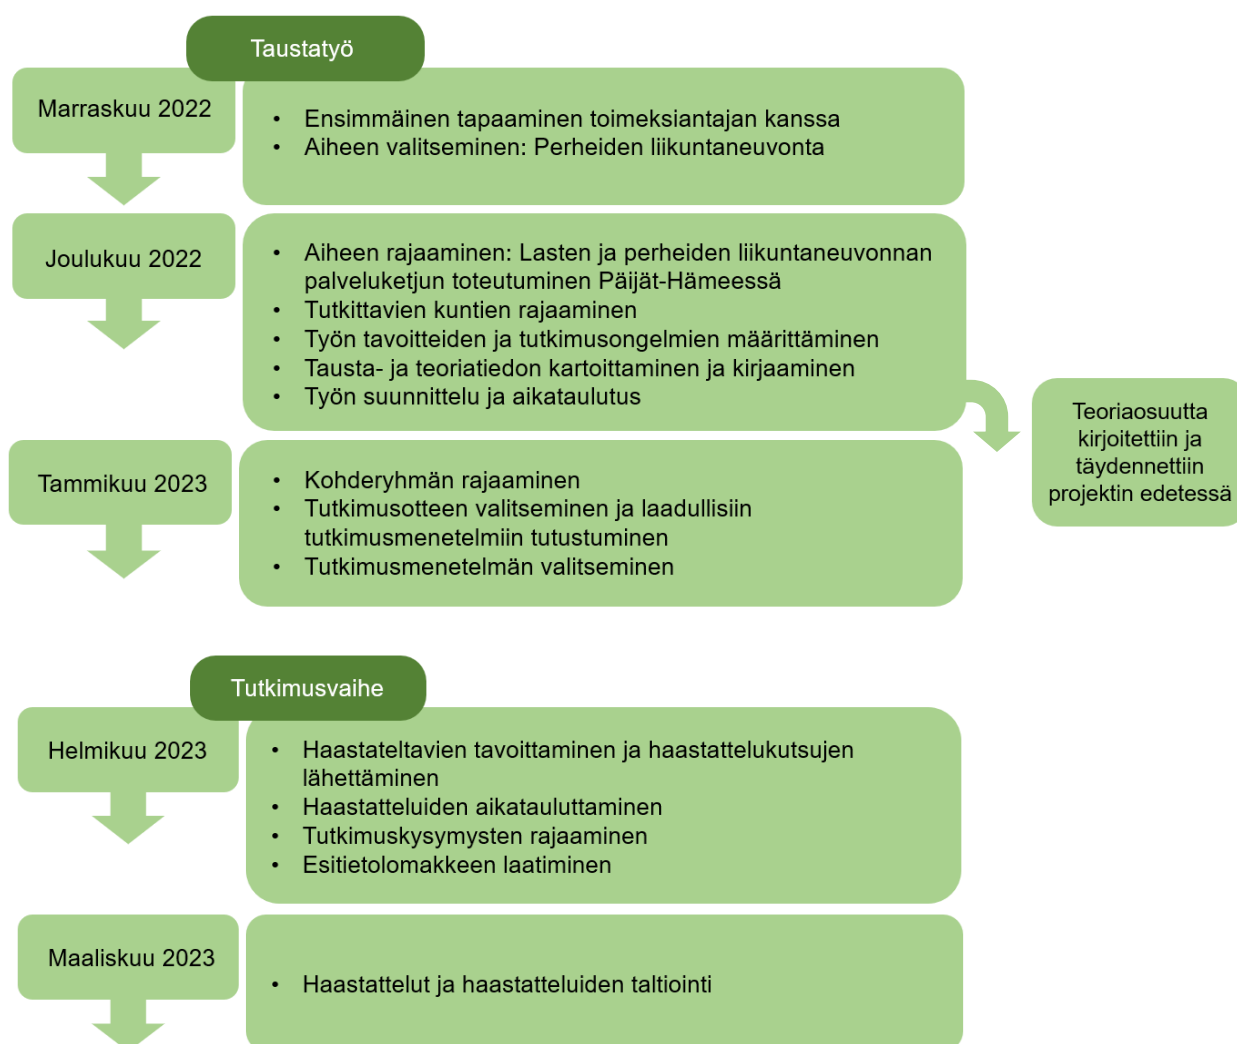 Taustatyö
Marraskuu 2022
• Ensimmäinen tapaaminen toimeksiantajan kanssa
• Aiheen valitseminen: Perheiden liikuntaneuvonta
Joulukuu 2022
• Aiheen rajaaminen: Lasten ja perheiden liikuntaneuvonnan
palveluketjun toteutuminen Päijät-Hämeessä
• Tutkittavien kuntien rajaaminen
• Työn tavoitteiden ja tutkimusongelmien määrittäminen
• Tausta- ja teoriatiedon kartoittaminen ja kirjaaminen
• Työn suunnittelu ja aikataulutus
Teoriaosuutta
kirjoitettiin ja
täydennettiin
projektin edetessä
Tammikuu 2023
• Kohderyhmän rajaaminen
• Tutkimusotteen valitseminen ja laadullisiin
tutkimusmenetelmiin tutustuminen
• Tutkimusmenetelmän valitseminen
Tutkimusvaihe
Helmikuu 2023
• Haastateltavien tavoittaminen ja haastattelukutsujen
lähettäminen
• Haastatteluiden aikatauluttaminen
• Tutkimuskysymysten rajaaminen
• Esitietolomakkeen laatiminen
Maaliskuu 2023
• Haastattelut ja haastatteluiden taltiointi